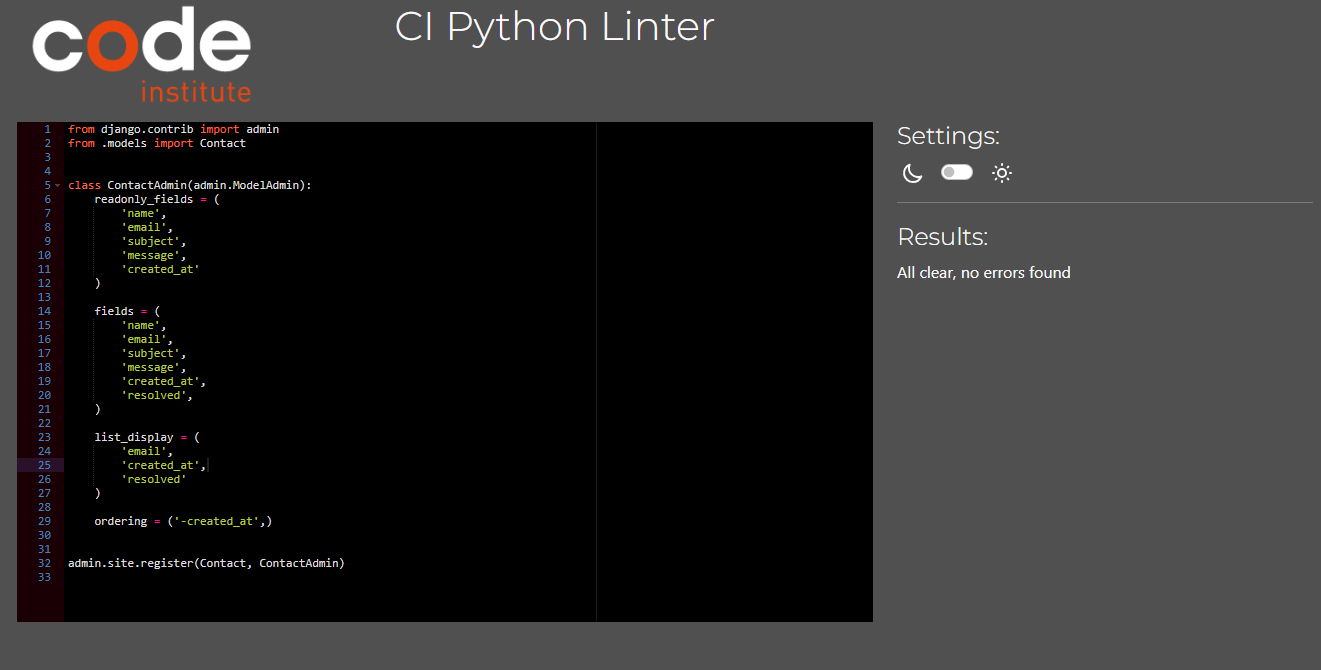 code
institute
CI Python Linter
1 from django.contrib import admin
2 from .models import Contact
3
4
5 class ContactAdmin(admin.ModelAdmin):
6     readonly_fields = (
7         'name',
8         'email',
9         'subject',
10         'message',
11         'created_at'
12     )
13
14     fields = (
15         'name',
16         'email',
17         'subject',
18         'message',
19         'created_at',
20         'resolved',
21     )
22
23     list_display = (
24         'email',
25         'created_at',
26         'resolved'
27     )
28
29     ordering = ('-created_at',)
30
31
32 admin.site.register(Contact, ContactAdmin)
33
Settings:
Results:
All clear, no errors found